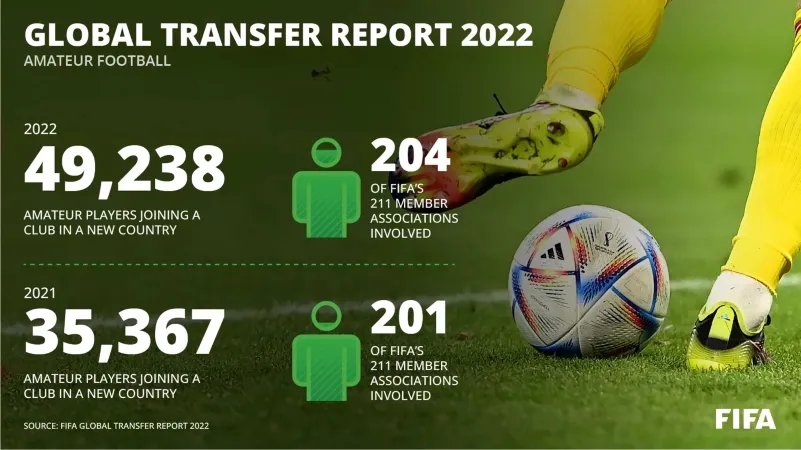 GLOBAL TRANSFER REPORT 2022
AMATEUR FOOTBALL
2022
49,238
AMATEUR PLAYERS JOINING A
CLUB IN A NEW COUNTRY
204
OF FIFA'S
211 MEMBER
ASSOCIATIONS
INVOLVED
2021
35,367
AMATEUR PLAYERS JOINING A
CLUB IN A NEW COUNTRY
201
OF FIFA'S
211 MEMBER
ASSOCIATIONS
INVOLVED
SOURCE: FIFA GLOBAL TRANSFER REPORT 2022
FIFA